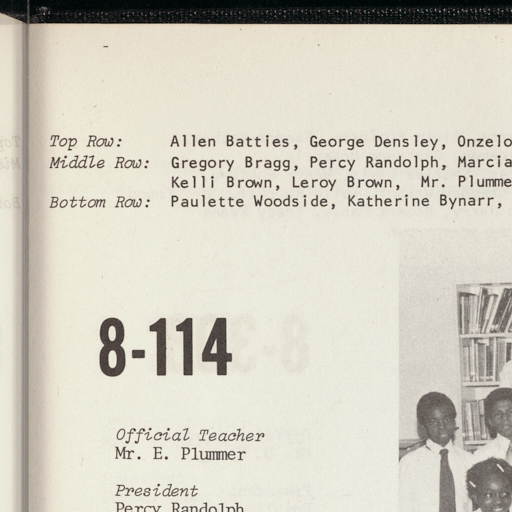 Top Row: Allen Batties, George Densley, Onzelo
Middle Row: Gregory Bragg, Percy Randolph, Marcia
Kelli Brown, Leroy Brown, Mr. Plumme
Bottom Row: Paulette Woodside, Katherine Bynarr,
8-114
Official Teacher
Mr. E. Plummer
President
Percy Randolph